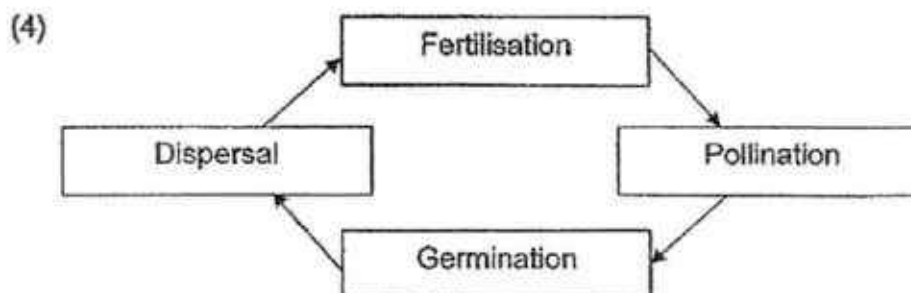 (4)
Fertilisation
Dispersal
Pollination
Germination